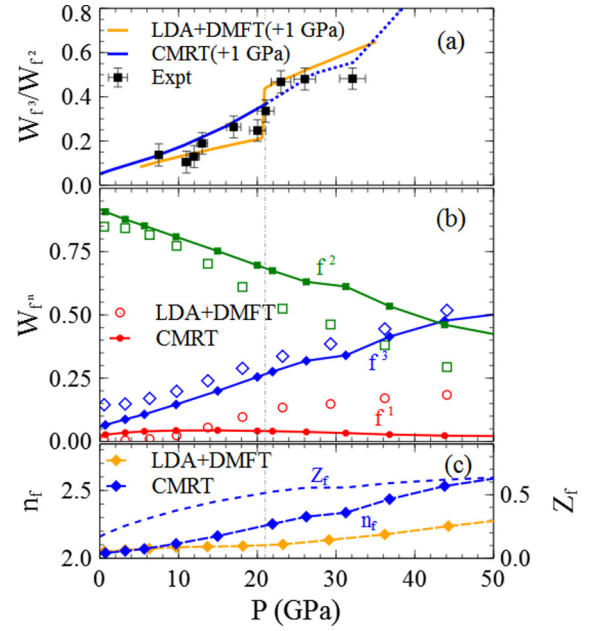 0.8
0.6
0.4
0.2
0.0
W_f³/W_f²
LDA+DMFT(+1 GPa)
CMRT(+1 GPa)
Expt
(a)
0.75
0.50
0.25
0.00
W_fⁿ
(b)
f²
LDA+DMFT
CMRT
f³
f¹
LDA+DMFT
CMRT
(c)
Z_f
n_f
2.5
2.0
n_f
0.5
0.0
Z_f
0 10 20 30 40 50
P (GPa)